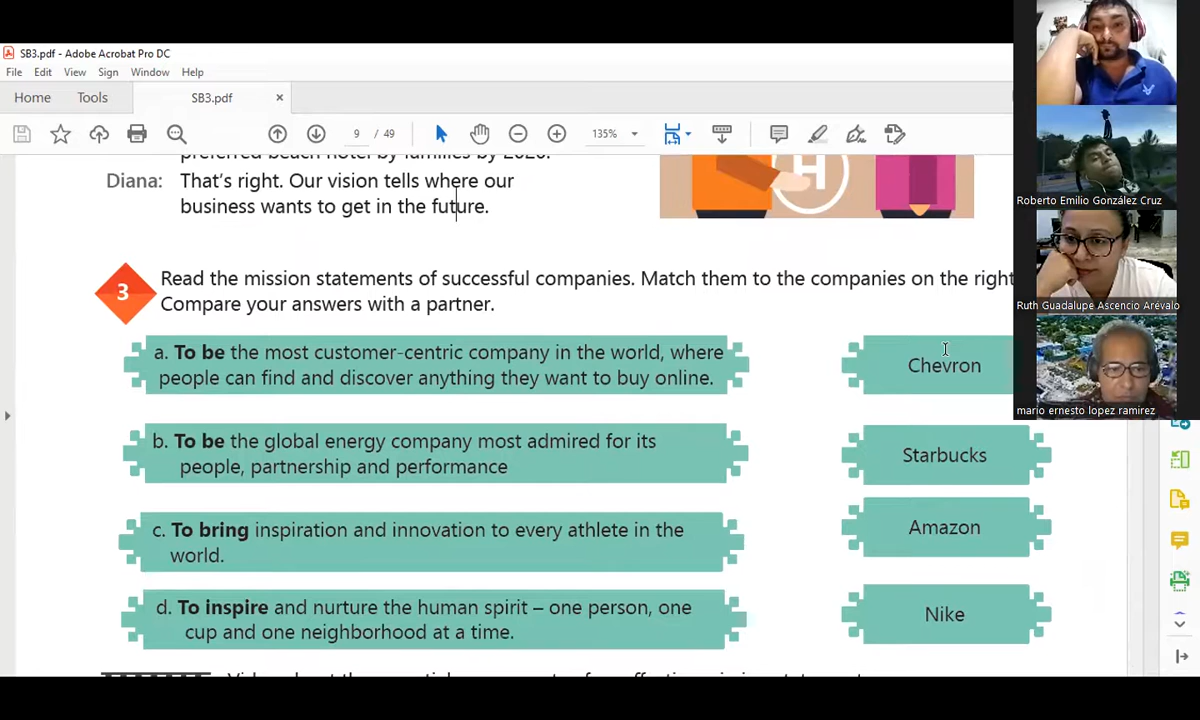 SB3.pdf - Adobe Acrobat Pro DC
File Edit View Sign Window Help
Home Tools SB3.pdf ×
9 / 49 135%
preferred beach hotel by families by 2020.
Diana: That's right. Our vision tells where our
business wants to get in the future.
H
3 Read the mission statements of successful companies. Match them to the companies on the right
Compare your answers with a partner.
a. To be the most customer-centric company in the world, where
people can find and discover anything they want to buy online.
Chevron
b. To be the global energy company most admired for its
people, partnership and performance
Starbucks
c. To bring inspiration and innovation to every athlete in the
world.
Amazon
d. To inspire and nurture the human spirit – one person, one
cup and one neighborhood at a time.
Nike
Roberto Emilio González Cruz
Ruth Guadalupe Ascencio Arévalo
mario ernesto lopez ramirez